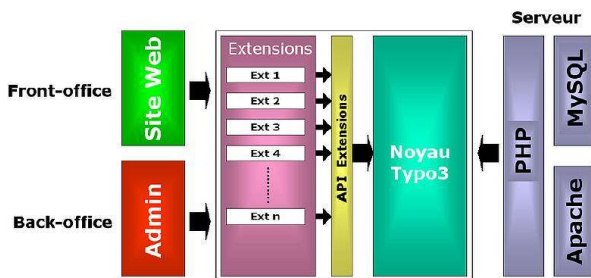 Serveur
Front-office
Site Web
Extensions
Ext 1
Ext 2
Ext 3
Ext 4
Ext n
API Extensions
Noyau
Typo3
PHP
MySQL
Back-office
Admin
Apache